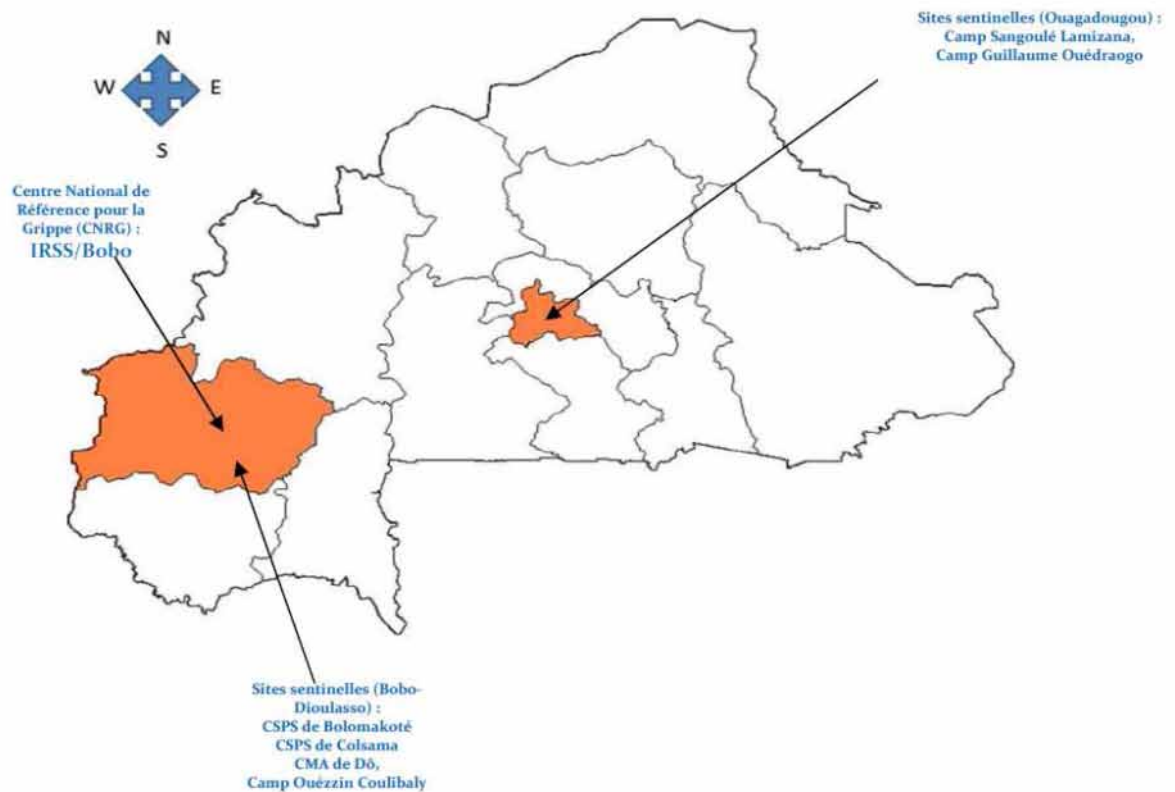 Sites sentinelles (Ouagadougou) :
Camp Sangoulé Lamizana,
Camp Guillaume Ouédraogo
N
W E
S
Centre National de
Référence pour la
Grippe (CNRG) :
IRSS/Bobo
Sites sentinelles (Bobo-
Dioulasso) :
CSPS de Bolomakoté
CSPS de Colsama
CMA de Dô,
Camp Ouézzin Coulibaly